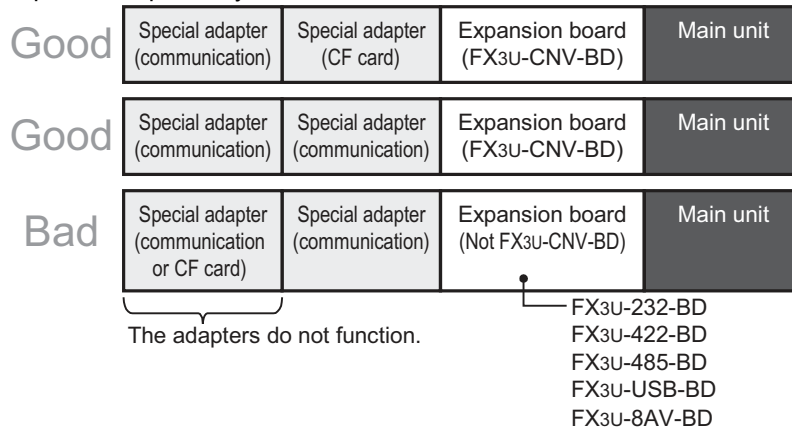 Good
Special adapter
(communication)
Special adapter
(CF card)
Expansion board
(FX3U-CNV-BD)
Main unit
Good
Special adapter
(communication)
Special adapter
(communication)
Expansion board
(FX3U-CNV-BD)
Main unit
Bad
Special adapter
(communication
or CF card)
Special adapter
(communication)
Expansion board
(Not FX3U-CNV-BD)
Main unit
The adapters do not function.
FX3U-232-BD
FX3U-422-BD
FX3U-485-BD
FX3U-USB-BD
FX3U-8AV-BD